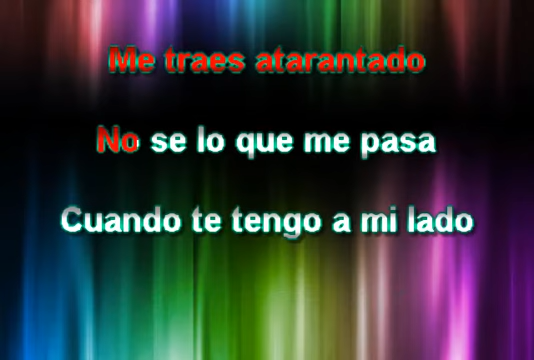 Me traes atarantado
No se lo que me pasa
Cuando te tengo a mi lado